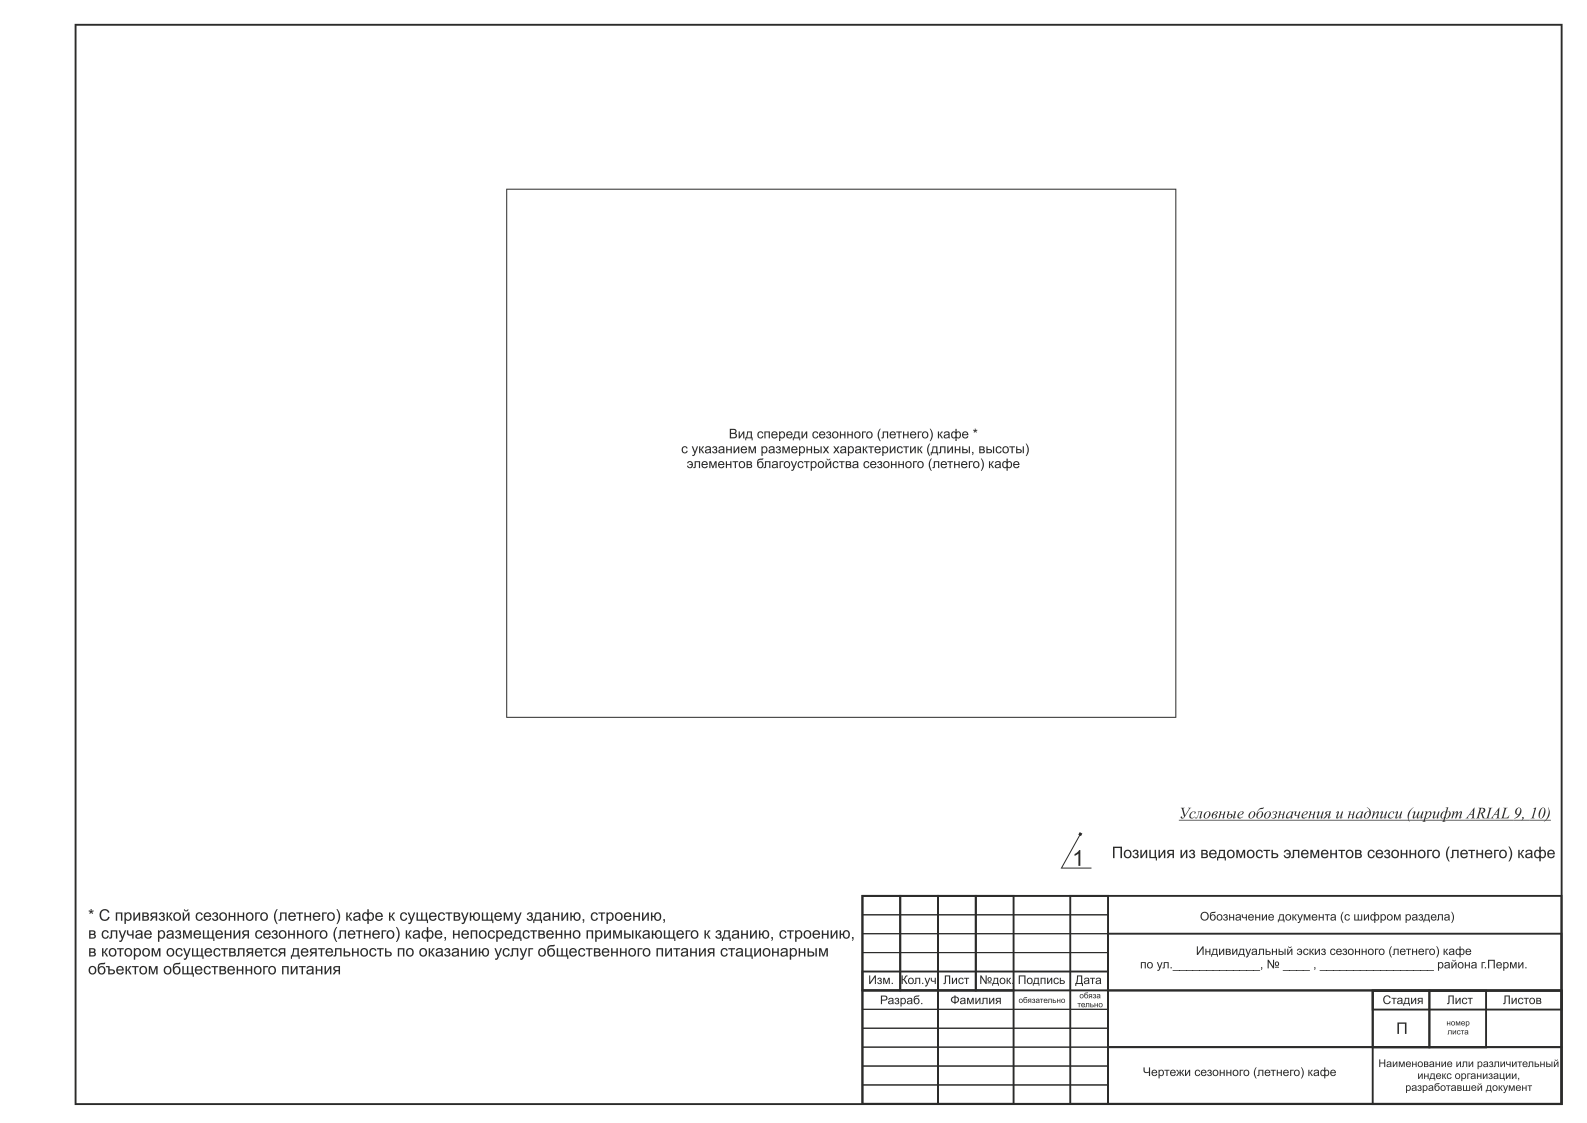 Вид спереди сезонного (летнего) кафе *
с указанием размерных характеристик (длины, высоты)
элементов благоустройства сезонного (летнего) кафе
Условные обозначения и надписи (шрифт ARIAL 9, 10)
1 Позиция из ведомость элементов сезонного (летнего) кафе
* С привязкой сезонного (летнего) кафе к существующему зданию, строению,
в случае размещения сезонного (летнего) кафе, непосредственно примыкающего к зданию, строению,
в котором осуществляется деятельность по оказанию услуг общественного питания стационарным
объектом общественного питания
Обозначение документа (с шифром раздела)
Индивидуальный эскиз сезонного (летнего) кафе
по ул._____________, № ____ , _________________ района г.Перми.
Изм. Кол.уч Лист №док. Подпись Дата
Разраб. Фамилия обязательно обяза
тельно
Стадия Лист Листов
П номер
листа
Чертежи сезонного (летнего) кафе
Наименование или различительный
индекс организации,
разработавшей документ